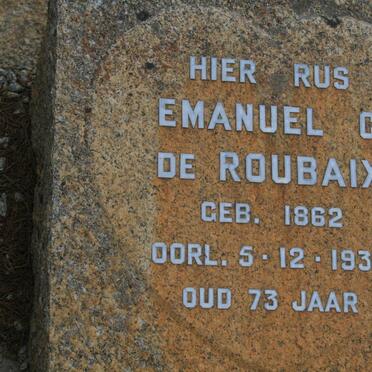 HIER RUS
EMANUEL
DE ROUBAIX
GEB. 1862
OORL. 5·12·193
OUD 73 JAAR